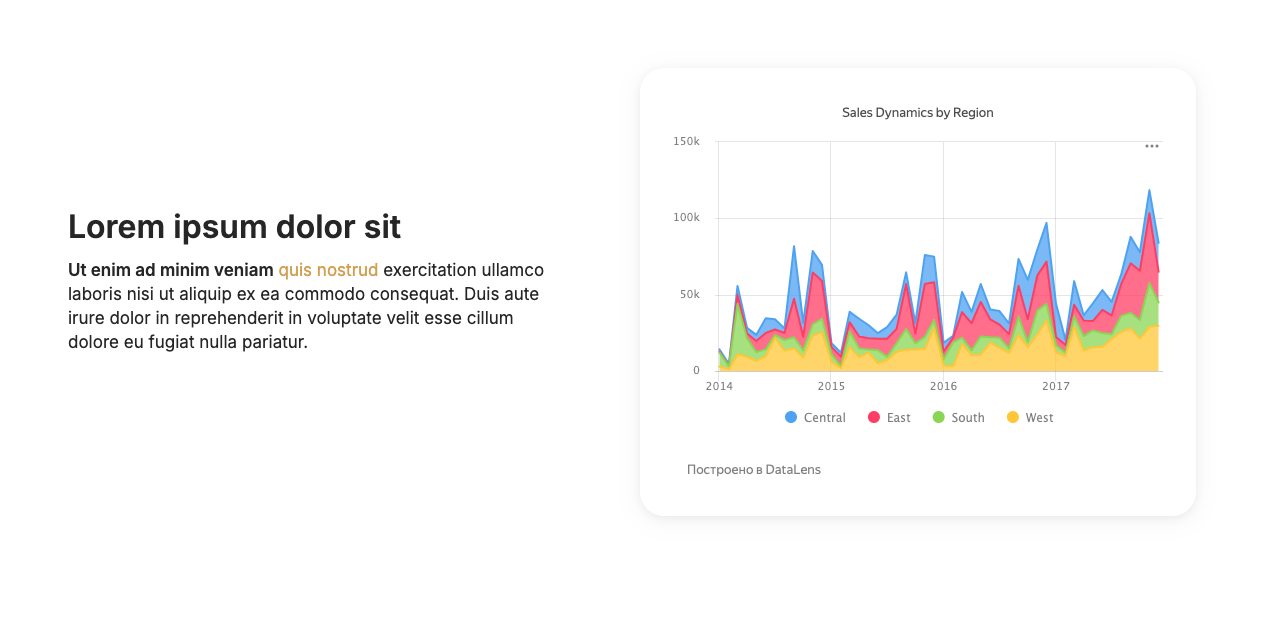 Lorem ipsum dolor sit
Ut enim ad minim veniam quis nostrud exercitation ullamco
laboris nisi ut aliquip ex ea commodo consequat. Duis aute
irure dolor in reprehenderit in voluptate velit esse cillum
dolore eu fugiat nulla pariatur.
Sales Dynamics by Region
150k
100k
50k
0
2014 2015 2016 2017
Central East South West
Построено в DataLens